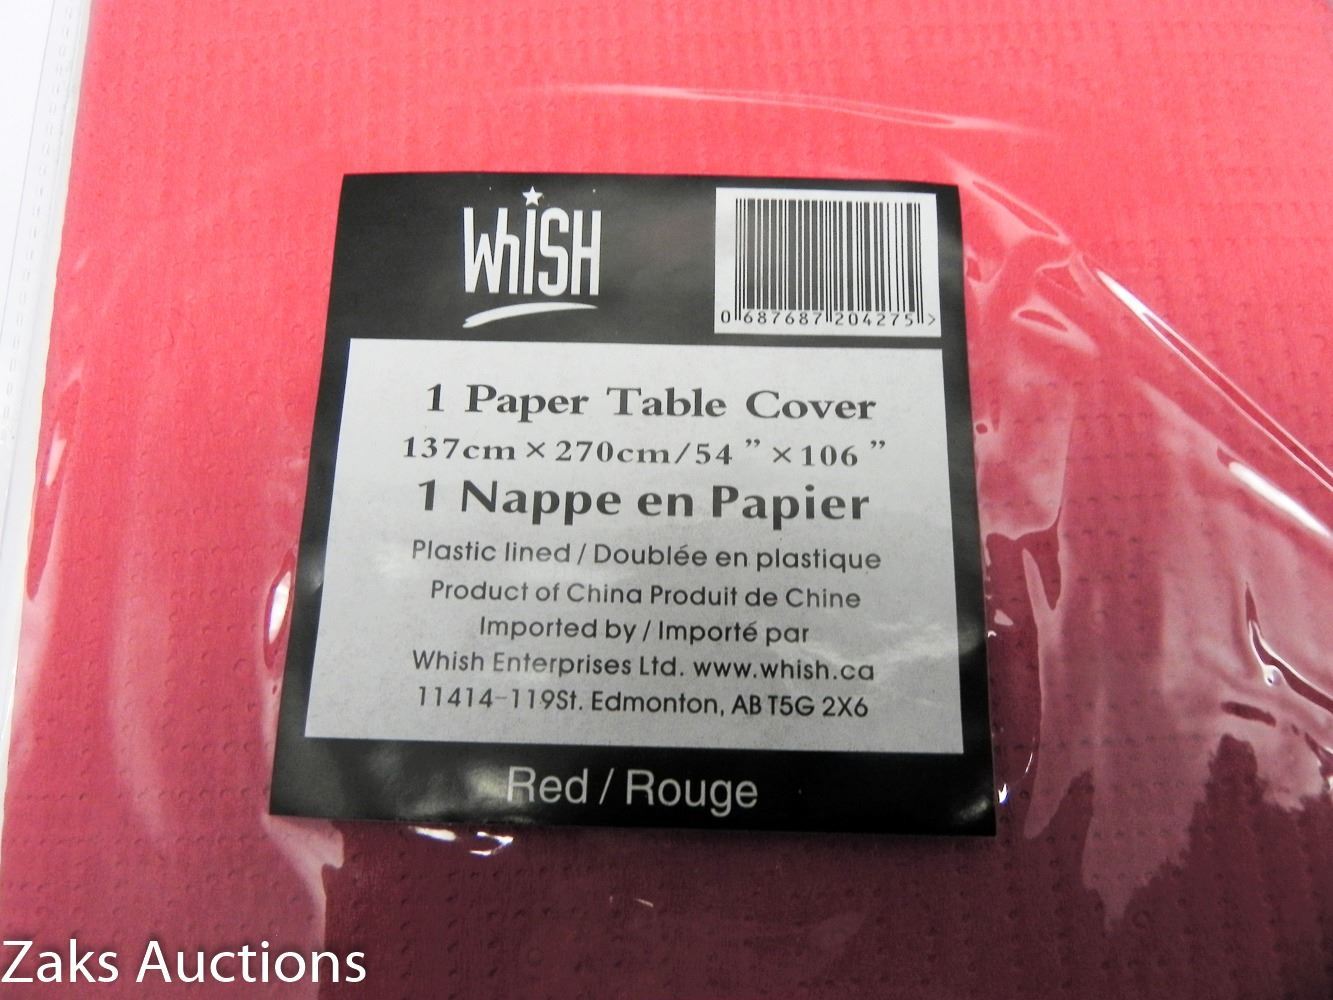 WhISH
0 687687 204275 >
1 Paper Table Cover
137cm × 270cm/54 ” × 106 ”
1 Nappe en Papier
Plastic lined / Doublée en plastique
Product of China Produit de Chine
Imported by / Importé par
Whish Enterprises Ltd. www.whish.ca
11414-119St. Edmonton, AB T5G 2X6
Red / Rouge
Zaks Auctions